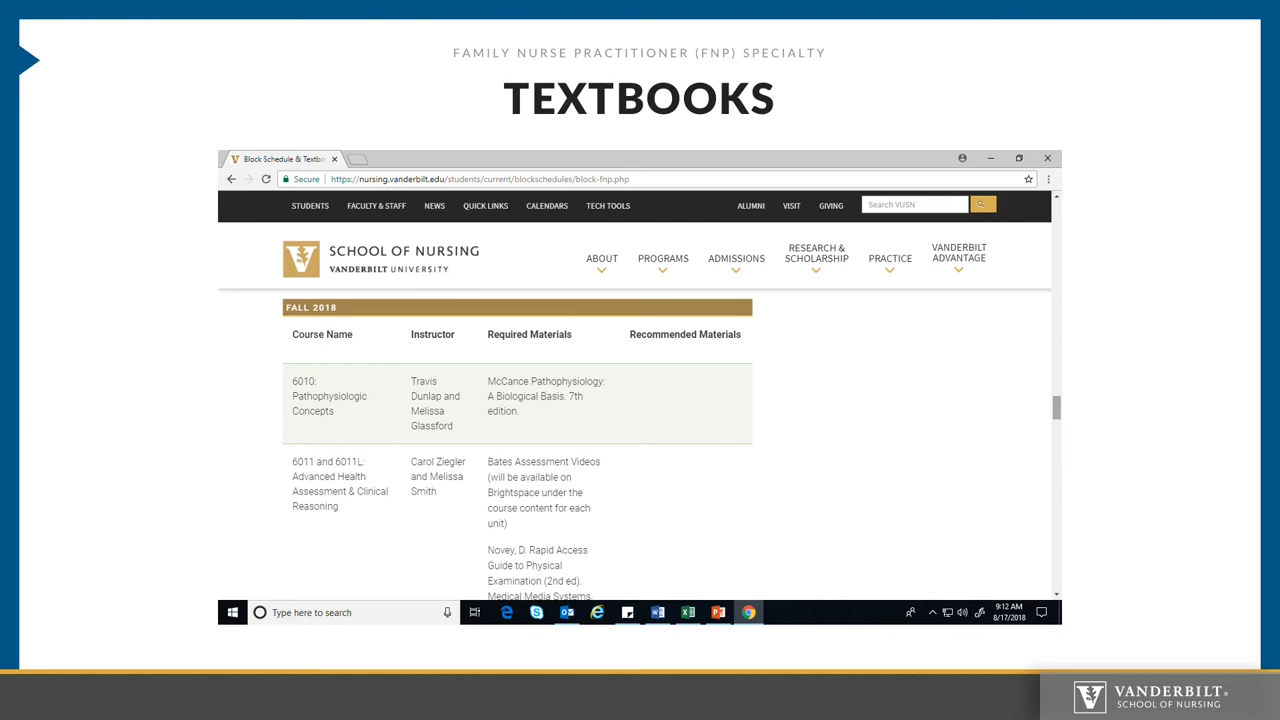 FAMILY NURSE PRACTITIONER (FNP) SPECIALTY
TEXTBOOKS
Block Schedule & Textbo
Secure
https://nursing.vanderbilt.edu/students/current/blockschedules/block-fnp.php
STUDENTS FACULTY & STAFF NEWS QUICK LINKS CALENDARS TECH TOOLS ALUMNI VISIT GIVING Search VUSN
SCHOOL OF NURSING
VANDERBILT UNIVERSITY
ABOUT PROGRAMS ADMISSIONS RESEARCH & SCHOLARSHIP PRACTICE VANDERBILT ADVANTAGE
FALL 2018
Course Name Instructor Required Materials Recommended Materials
6010:
Pathophysiologic
Concepts
Travis
Dunlap and
Melissa
Glassford
McCance Pathophysiology:
A Biological Basis. 7th
edition.
6011 and 6011L:
Advanced Health
Assessment & Clinical
Reasoning
Carol Ziegler
and Melissa
Smith
Bates Assessment Videos
(will be available on
Brightspace under the
course content for each
unit)
Novey, D. Rapid Access
Guide to Physical
Examination (2nd ed).
Medical Media Systems.
Type here to search
9:12 AM
8/17/2018
VANDERBILT®
SCHOOL OF NURSING